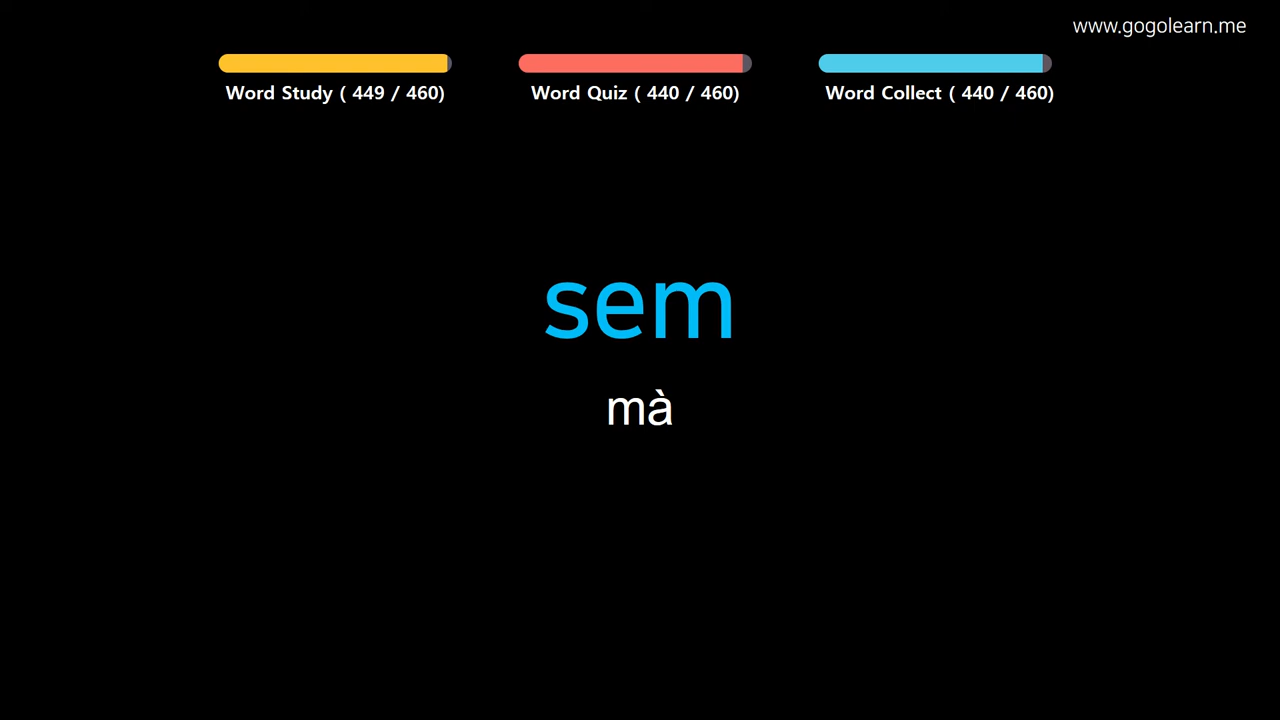 www.gogolearn.me
Word Study ( 449 / 460)
Word Quiz ( 440 / 460)
Word Collect ( 440 / 460)
sem
mà